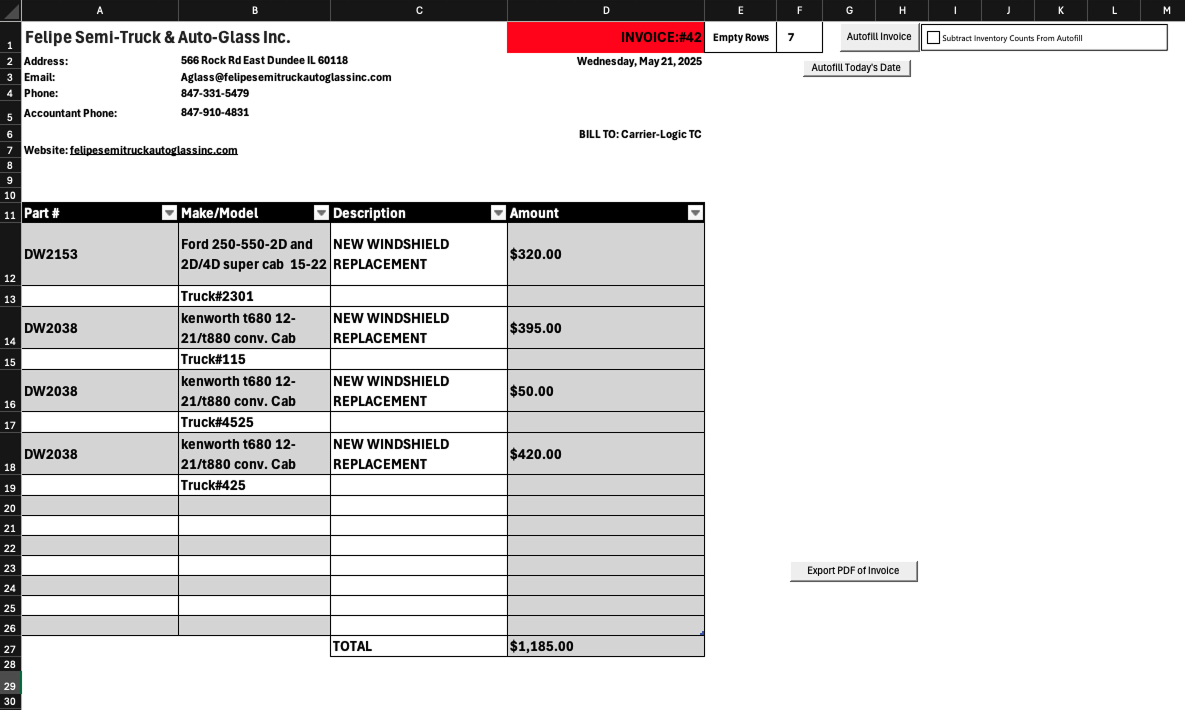 A B C D E F G H I J K L M
1 Felipe Semi-Truck & Auto-Glass Inc. INVOICE:#42 Empty Rows 7 Autofill Invoice Subtract Inventory Counts From Autofill
2 Address: 566 Rock Rd East Dundee IL 60118 Wednesday, May 21, 2025 Autofill Today's Date
3 Email: Aglass@felipesemitruckautoglassinc.com
4 Phone: 847-331-5479
5 Accountant Phone: 847-910-4831
6 BILL TO: Carrier-Logic TC
7 Website: felipesemitruckautoglassinc.com
8
9
10
11 Part # Make/Model Description Amount
Ford 250-550-2D and NEW WINDSHIELD
12 DW2153 2D/4D super cab 15-22 REPLACEMENT $320.00
13 Truck#2301
kenworth t680 12- NEW WINDSHIELD
14 DW2038 21/t880 conv. Cab REPLACEMENT $395.00
15 Truck#115
kenworth t680 12- NEW WINDSHIELD
16 DW2038 21/t880 conv. Cab REPLACEMENT $50.00
17 Truck#4525
kenworth t680 12- NEW WINDSHIELD
18 DW2038 21/t880 conv. Cab REPLACEMENT $420.00
19 Truck#425
20
21
22
23 Export PDF of Invoice
24
25
26
27 TOTAL $1,185.00
28
29
30